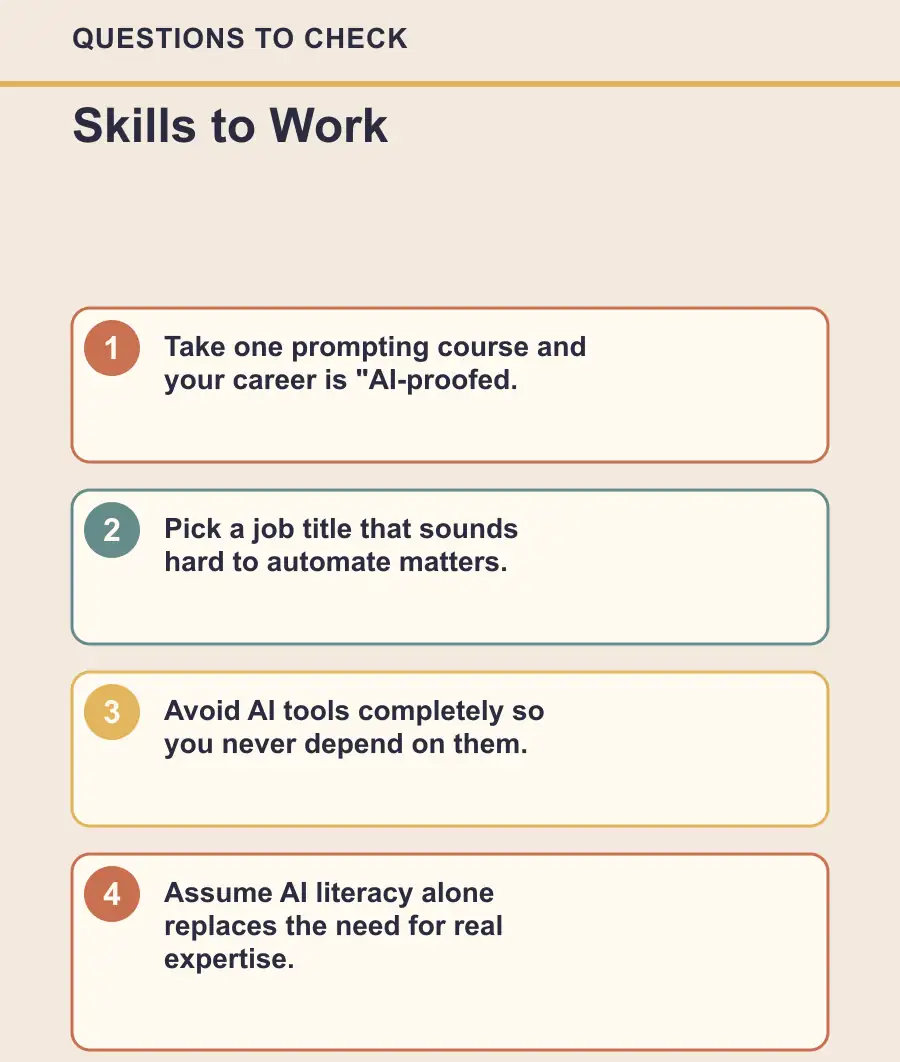 QUESTIONS TO CHECK
Skills to Work
1
Take one prompting course and
your career is "AI-proofed.
2
Pick a job title that sounds
hard to automate matters.
3
Avoid AI tools completely so
you never depend on them.
4
Assume AI literacy alone
replaces the need for real
expertise.